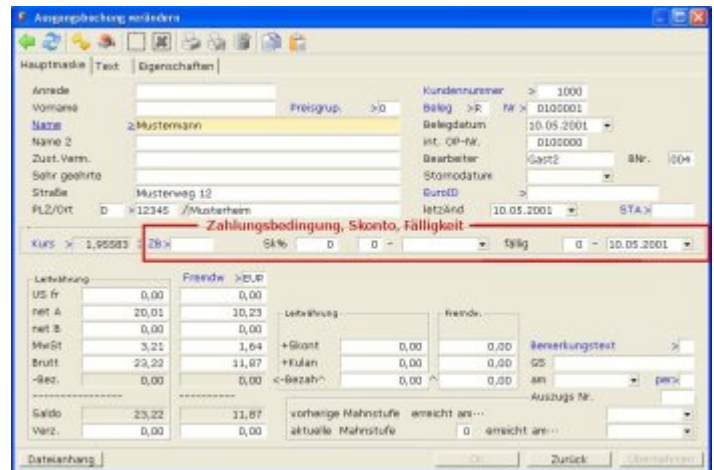 Ausgangsbuchung verändern
Hauptmaske Text Eigenschaften
Anrede Kundennummer > 1000
Vorname Preisgrup. >0 Beleg >R Nr > 0100001
Name >Mustermann Belegdatum 10.05.2001
Name 2 int. OP-Nr. 0100000
Zust.Verm. Bearbeiter Gast2 BNr. 004
Sehr geehrte Stornodatum
Straße Musterweg 12 EuroID >
PLZ/Ort D >12345 /Musterheim letzÄnd 10.05.2001 STA>
Zahlungsbedingung, Skonto, Fälligkeit
Kurs > 1,95583 ZB> Sk% 0 0 - fällig 0 - 10.05.2001
Leitwährung Fremdw >EUR
US fr 0,00 0,00
net A 20,01 10,23 Leitwährung Fremdw.
net B 0,00 0,00
MwSt 3,21 1,64 +Skont 0,00 0,00 Bemerkungstext >
Brutt 23,22 11,87 +Kulan 0,00 0,00 GS
-Bez. 0,00 0,00 <-Bezah^ 0,00 ^ 0,00 am per>
---------------- ---------- Auszugs Nr.
Saldo 23,22 11,87 vorherige Mahnstufe erreicht am...
Verz. 0,00 0,00 aktuelle Mahnstufe 0 erreicht am...
Dateianhang OK Zurück Übernehmen